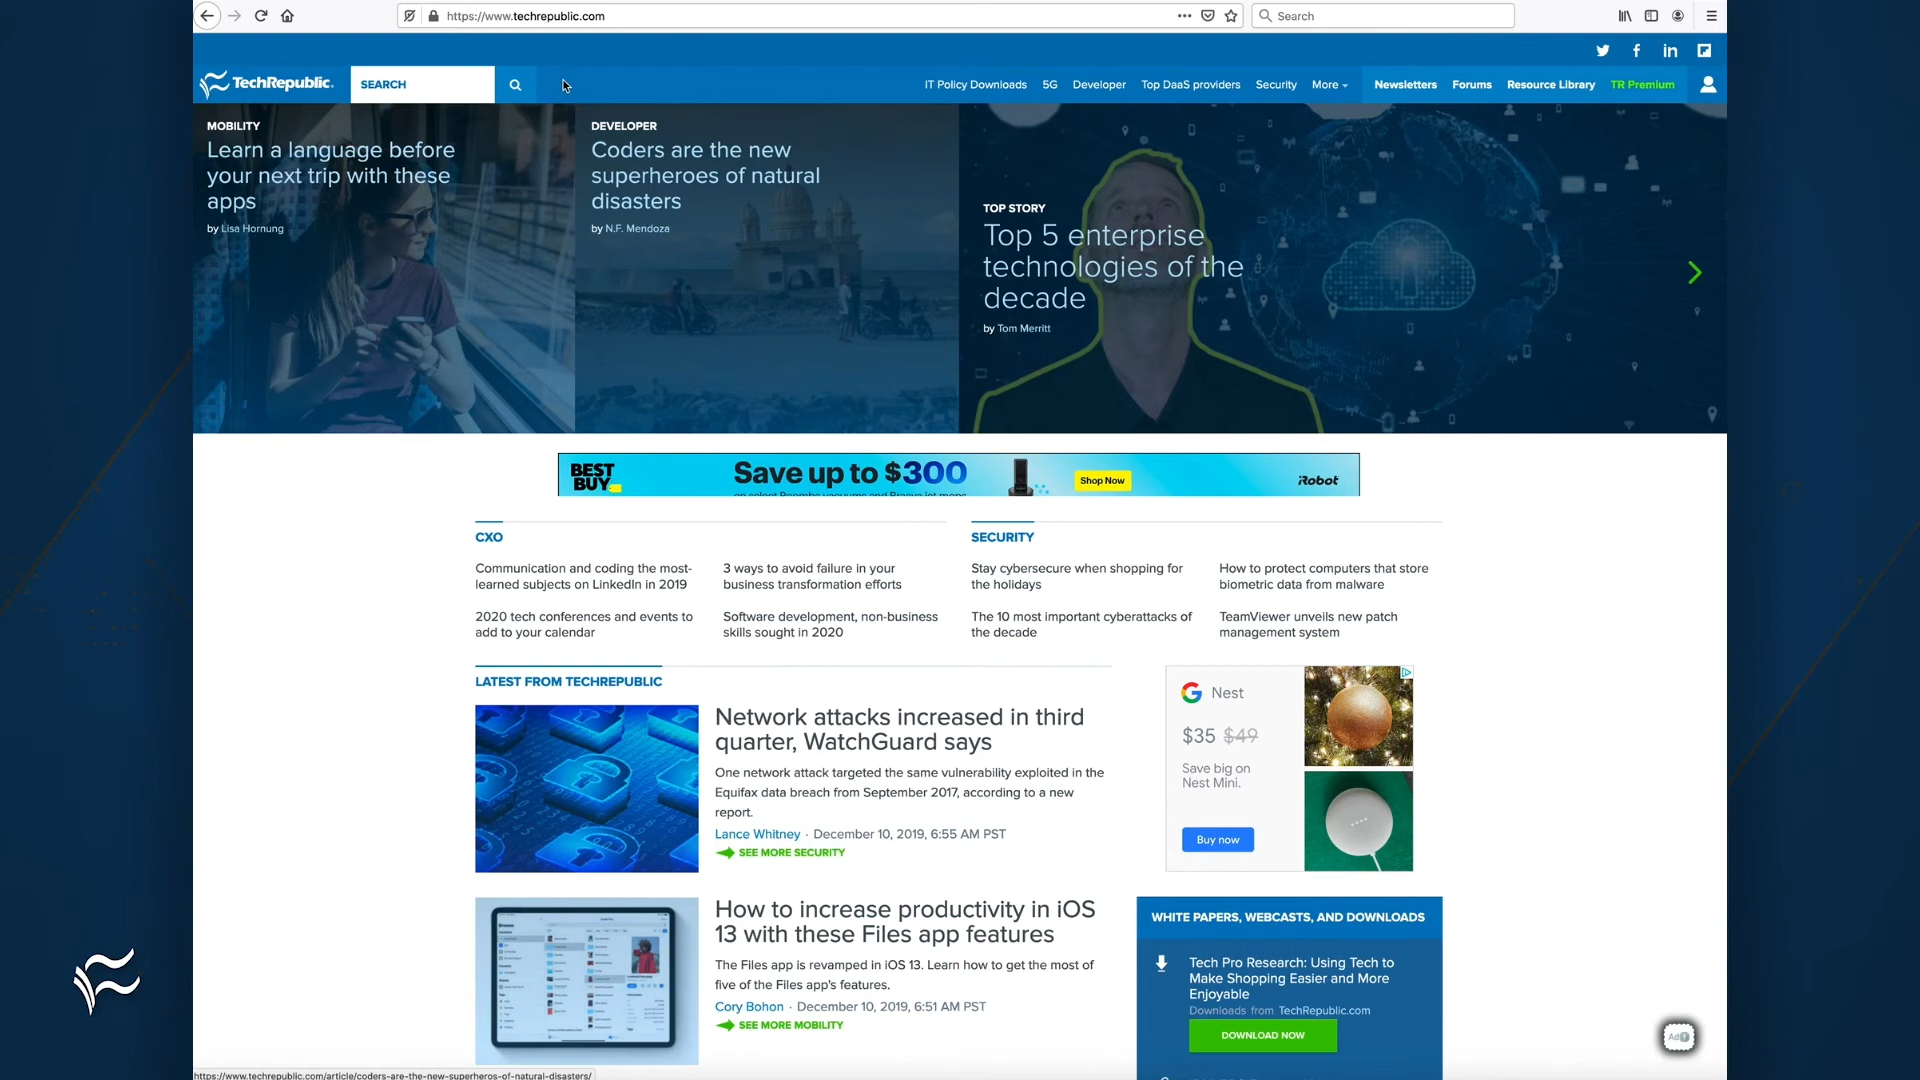 https://www.techrepublic.com
Search
TechRepublic.
SEARCH
IT Policy Downloads
5G
Developer
Top DaaS providers
Security
More
Newsletters
Forums
Resource Library
TR Premium
MOBILITY
Learn a language before
your next trip with these
apps
by Lisa Hornung
DEVELOPER
Coders are the new
superheroes of natural
disasters
by N.F. Mendoza
TOP STORY
Top 5 enterprise
technologies of the
decade
by Tom Merritt
BEST
BUY
Save up to $300
on select Roomba vacuums and Braava jet mops
Shop Now
iRobot
CXO
Communication and coding the most-
learned subjects on LinkedIn in 2019
2020 tech conferences and events to
add to your calendar
3 ways to avoid failure in your
business transformation efforts
Software development, non-business
skills sought in 2020
SECURITY
Stay cybersecure when shopping for
the holidays
The 10 most important cyberattacks of
the decade
How to protect computers that store
biometric data from malware
TeamViewer unveils new patch
management system
LATEST FROM TECHREPUBLIC
Network attacks increased in third
quarter, WatchGuard says
One network attack targeted the same vulnerability exploited in the
Equifax data breach from September 2017, according to a new
report.
Lance Whitney · December 10, 2019, 6:55 AM PST
SEE MORE SECURITY
How to increase productivity in iOS
13 with these Files app features
The Files app is revamped in iOS 13. Learn how to get the most of
five of the Files app's features.
Cory Bohon · December 10, 2019, 6:51 AM PST
SEE MORE MOBILITY
G Nest
$35 $49
Save big on
Nest Mini.
Buy now
WHITE PAPERS, WEBCASTS, AND DOWNLOADS
Tech Pro Research: Using Tech to
Make Shopping Easier and More
Enjoyable
Downloads from TechRepublic.com
DOWNLOAD NOW
Ad
https://www.techrepublic.com/article/coders-are-the-new-superheros-of-natural-disasters/